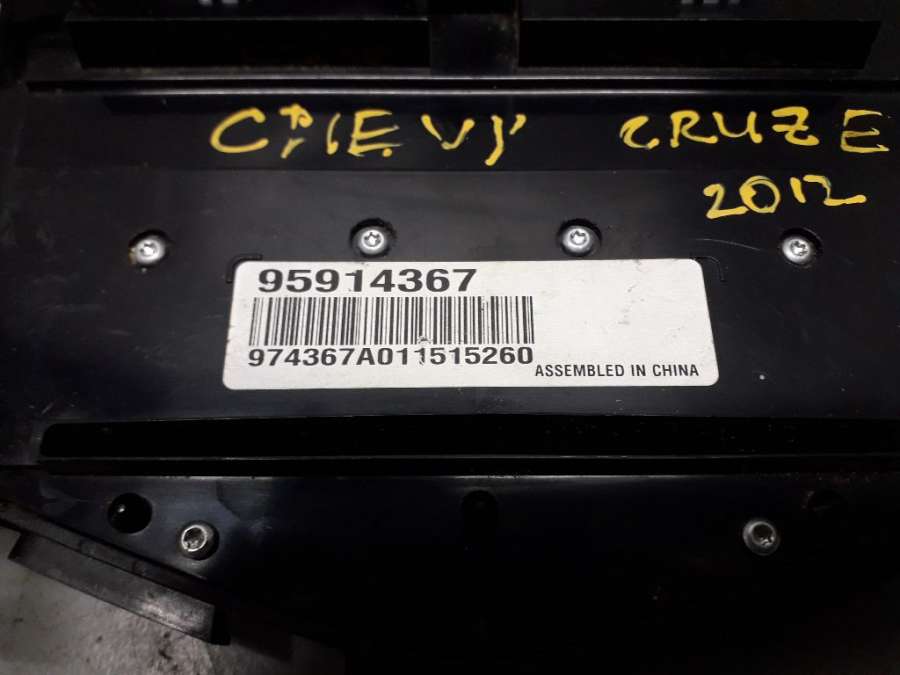 CHEVY CRUZE
2012
95914367
974367A011515260
ASSEMBLED IN CHINA